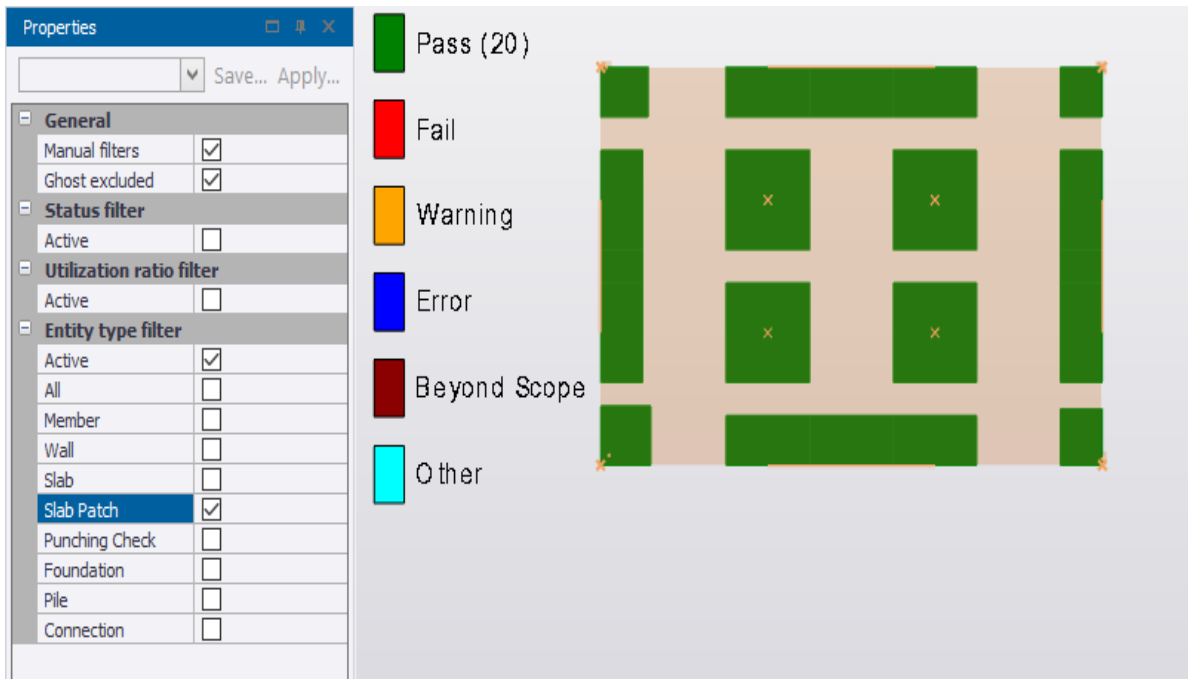 Properties
Save... Apply...
General
Manual filters
Ghost excluded
Status filter
Active
Utilization ratio filter
Active
Entity type filter
Active
All
Member
Wall
Slab
Slab Patch
Punching Check
Foundation
Pile
Connection
Pass (20)
Fail
Warning
Error
Beyond Scope
Other